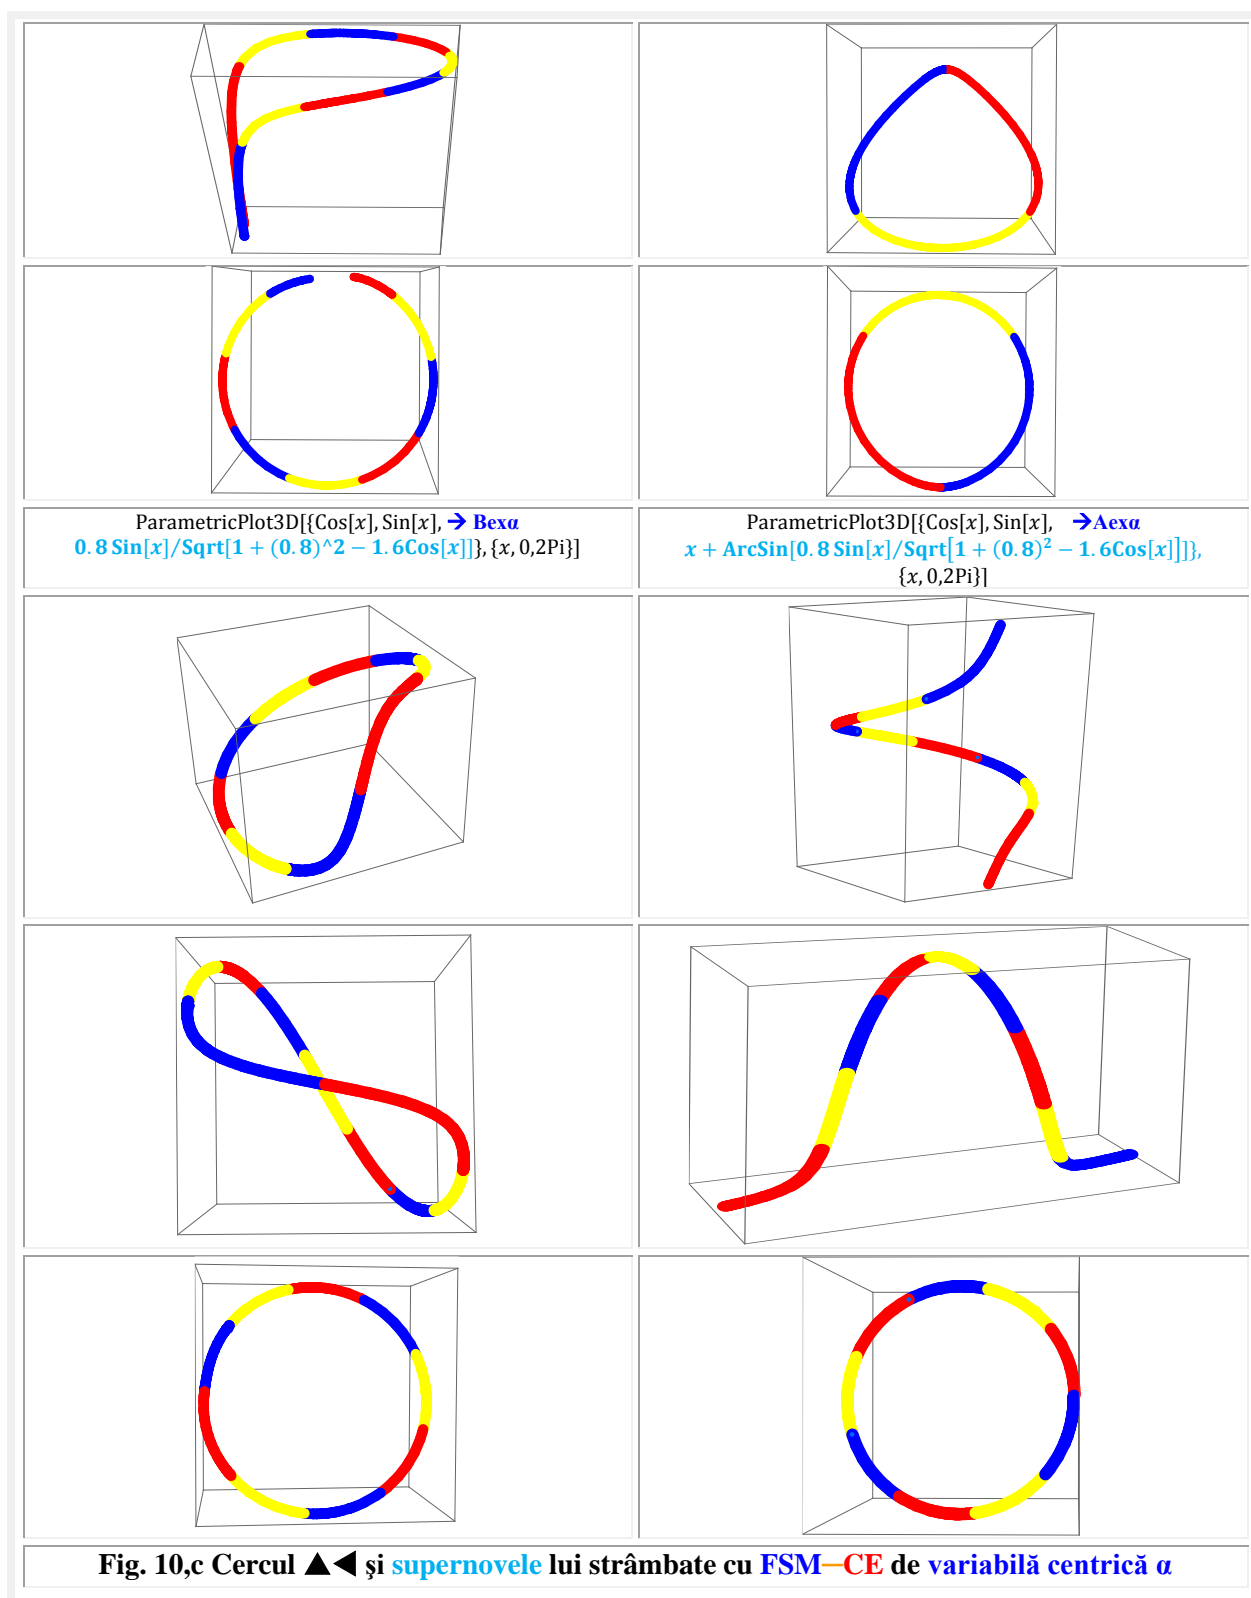 ParametricPlot3D[{Cos[x], Sin[x], → Bexα
0.8 Sin[x]/Sqrt[1 + (0.8)^2 − 1.6Cos[x]]}, {x, 0,2Pi}]
ParametricPlot3D[{Cos[x], Sin[x], →Aexα
x + ArcSin[0.8 Sin[x]/Sqrt[1 + (0.8)² − 1.6Cos[x]]]},
{x, 0,2Pi}]
Fig. 10,c Cercul ▲◀ şi supernovele lui strâmbate cu FSM—CE de variabilă centrică α